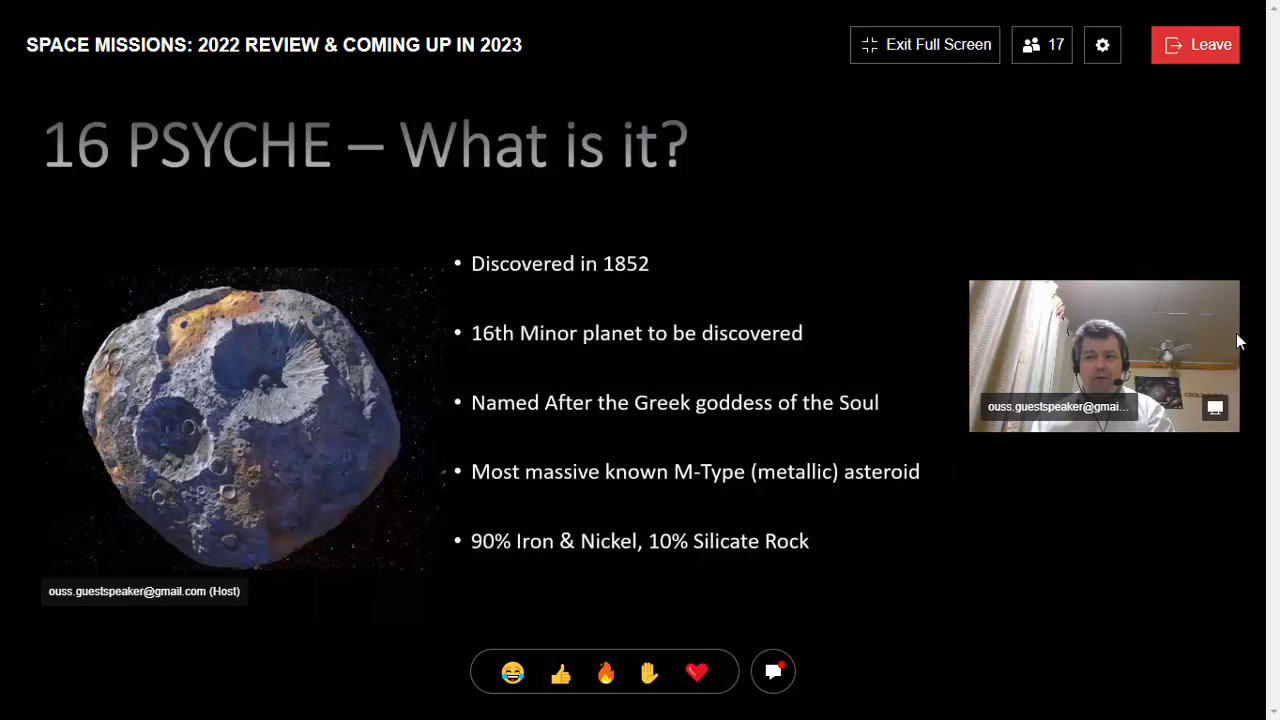 SPACE MISSIONS: 2022 REVIEW & COMING UP IN 2023
Exit Full Screen
17
Leave
16 PSYCHE – What is it?
• Discovered in 1852
• 16th Minor planet to be discovered
• Named After the Greek goddess of the Soul
• Most massive known M-Type (metallic) asteroid
• 90% Iron & Nickel, 10% Silicate Rock
ouss.guestspeaker@gmai...
ouss.guestspeaker@gmail.com (Host)